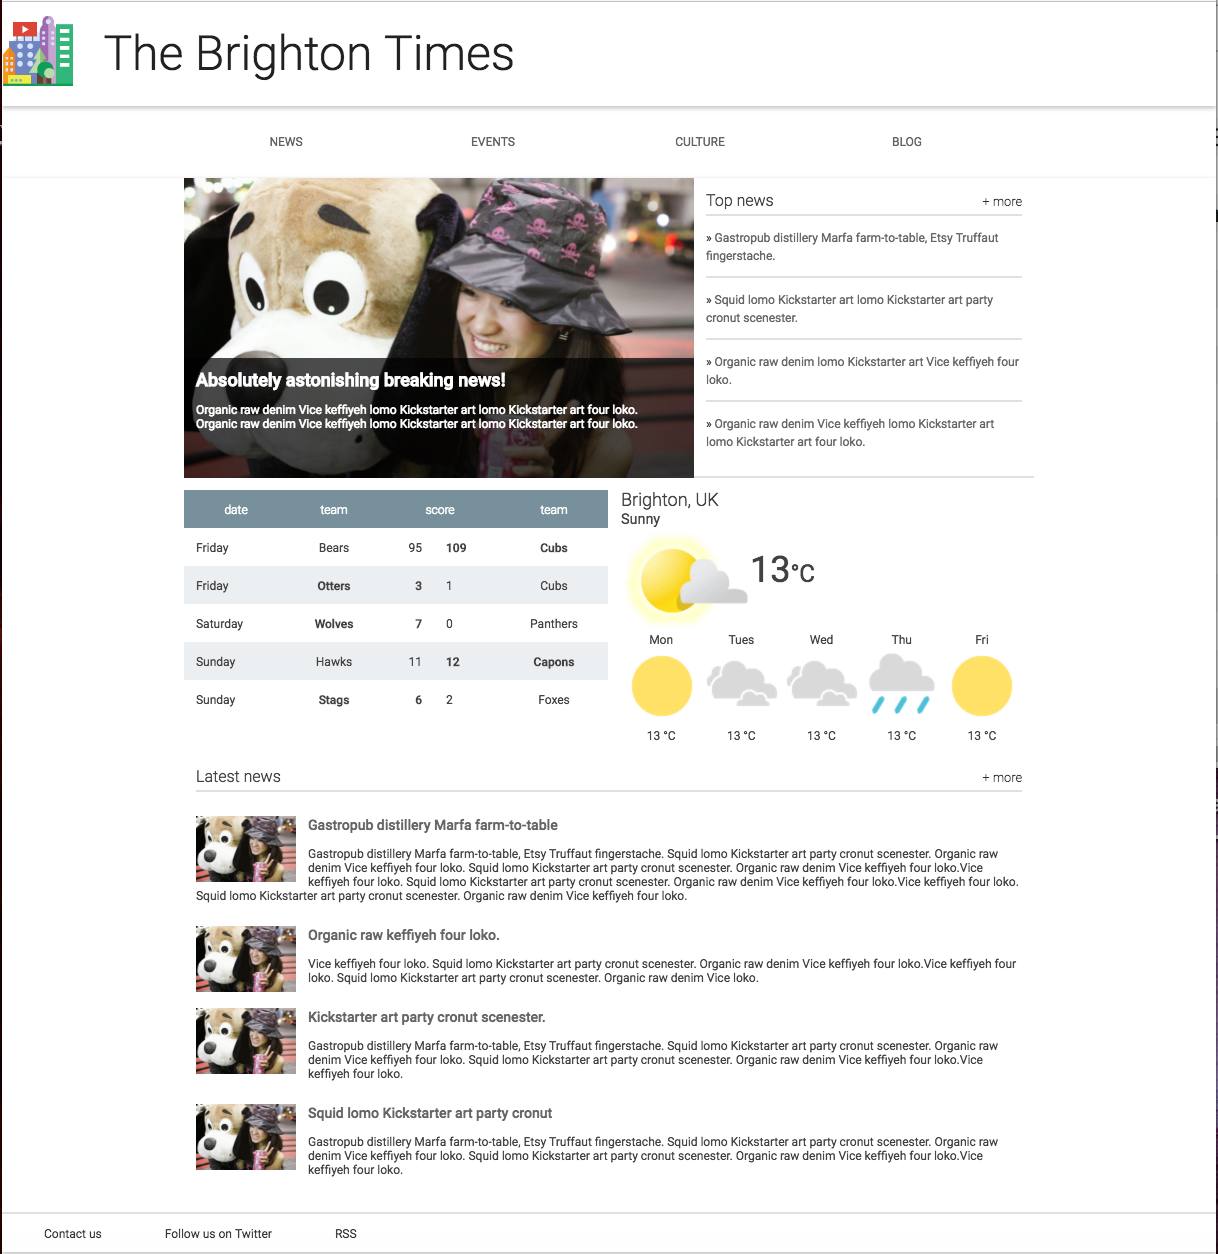 The Brighton Times
NEWS EVENTS CULTURE BLOG
Absolutely astonishing breaking news!
Organic raw denim Vice keffiyeh lomo Kickstarter art lomo Kickstarter art four loko.
Organic raw denim Vice keffiyeh lomo Kickstarter art lomo Kickstarter art four loko.
Top news + more
» Gastropub distillery Marfa farm-to-table, Etsy Truffaut
fingerstache.
» Squid lomo Kickstarter art lomo Kickstarter art party
cronut scenester.
» Organic raw denim lomo Kickstarter art Vice keffiyeh four
loko.
» Organic raw denim Vice keffiyeh lomo Kickstarter art
lomo Kickstarter art four loko.
date team score team
Friday Bears 95 109 Cubs
Friday Otters 3 1 Cubs
Saturday Wolves 7 0 Panthers
Sunday Hawks 11 12 Capons
Sunday Stags 6 2 Foxes
Brighton, UK
Sunny
13°C
Mon Tues Wed Thu Fri
13 °C 13 °C 13 °C 13 °C 13 °C
Latest news + more
Gastropub distillery Marfa farm-to-table
Gastropub distillery Marfa farm-to-table, Etsy Truffaut fingerstache. Squid lomo Kickstarter art party cronut scenester. Organic raw
denim Vice keffiyeh four loko. Squid lomo Kickstarter art party cronut scenester. Organic raw denim Vice keffiyeh four loko.Vice
keffiyeh four loko. Squid lomo Kickstarter art party cronut scenester. Organic raw denim Vice keffiyeh four loko.Vice keffiyeh four loko.
Squid lomo Kickstarter art party cronut scenester. Organic raw denim Vice keffiyeh four loko.
Organic raw keffiyeh four loko.
Vice keffiyeh four loko. Squid lomo Kickstarter art party cronut scenester. Organic raw denim Vice keffiyeh four loko.Vice keffiyeh four
loko. Squid lomo Kickstarter art party cronut scenester. Organic raw denim Vice loko.
Kickstarter art party cronut scenester.
Gastropub distillery Marfa farm-to-table, Etsy Truffaut fingerstache. Squid lomo Kickstarter art party cronut scenester. Organic raw
denim Vice keffiyeh four loko. Squid lomo Kickstarter art party cronut scenester. Organic raw denim Vice keffiyeh four loko.Vice
keffiyeh four loko.
Squid lomo Kickstarter art party cronut
Gastropub distillery Marfa farm-to-table, Etsy Truffaut fingerstache. Squid lomo Kickstarter art party cronut scenester. Organic raw
denim Vice keffiyeh four loko. Squid lomo Kickstarter art party cronut scenester. Organic raw denim Vice keffiyeh four loko.Vice
keffiyeh four loko.
Contact us Follow us on Twitter RSS